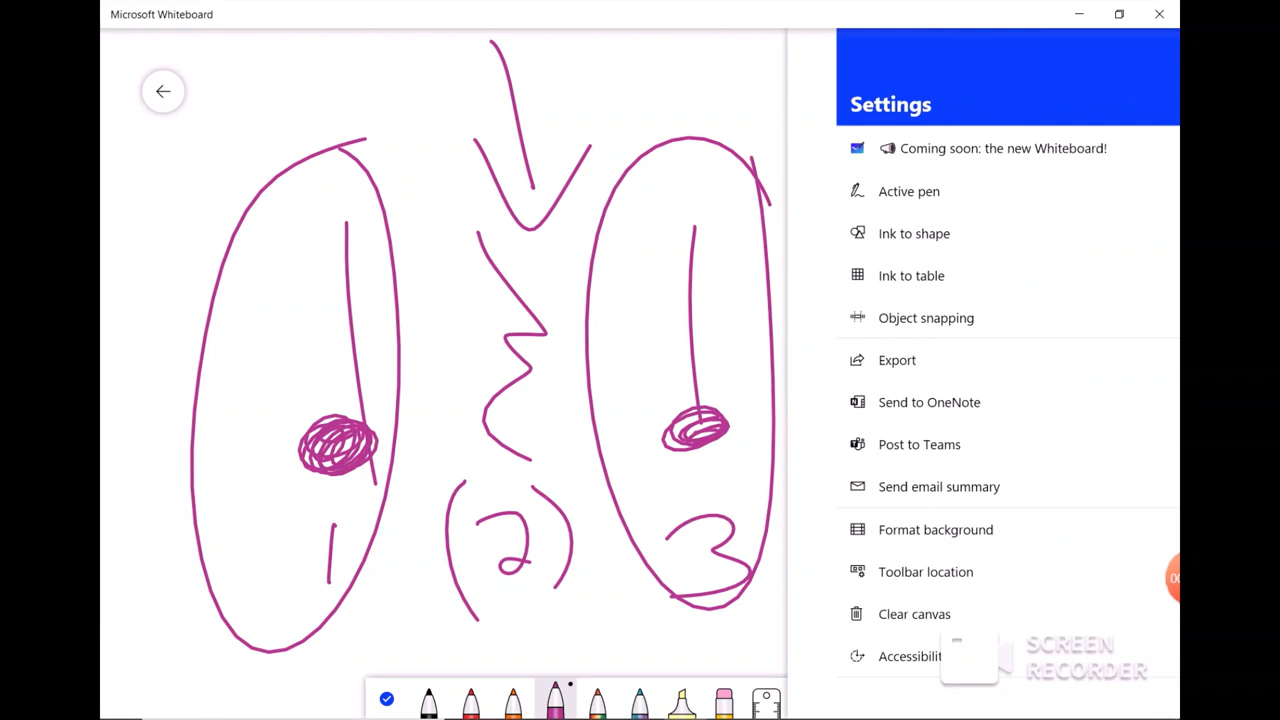 Microsoft Whiteboard
Settings
Coming soon: the new Whiteboard!
Active pen
Ink to shape
Ink to table
Object snapping
Export
Send to OneNote
Post to Teams
Send email summary
Format background
Toolbar location
Clear canvas
Accessibilit
1 (2) 3
00
SCREEN
RECORDER